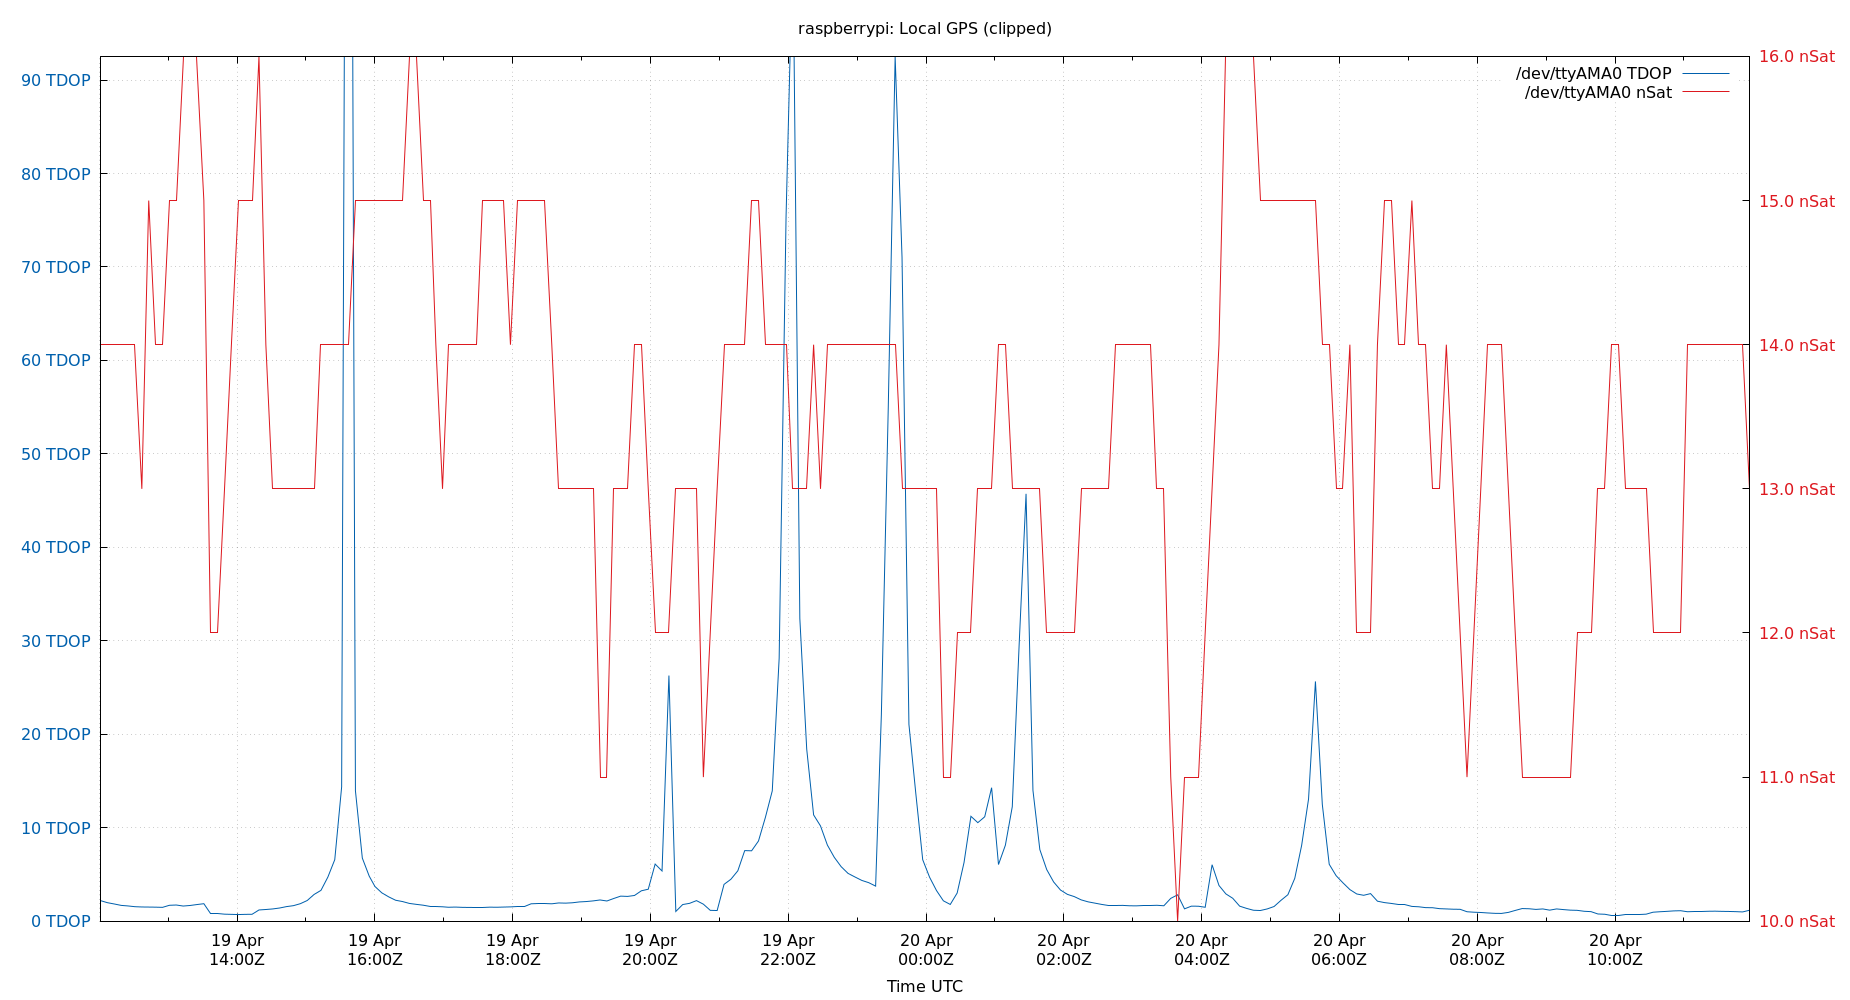 raspberrypi: Local GPS (clipped)
/dev/ttyAMA0 TDOP
/dev/ttyAMA0 nSat
90 TDOP
80 TDOP
70 TDOP
60 TDOP
50 TDOP
40 TDOP
30 TDOP
20 TDOP
10 TDOP
0 TDOP
16.0 nSat
15.0 nSat
14.0 nSat
13.0 nSat
12.0 nSat
11.0 nSat
10.0 nSat
19 Apr 19 Apr 19 Apr 19 Apr 19 Apr 20 Apr 20 Apr 20 Apr 20 Apr 20 Apr 20 Apr
14:00Z 16:00Z 18:00Z 20:00Z 22:00Z 00:00Z 02:00Z 04:00Z 06:00Z 08:00Z 10:00Z
Time UTC